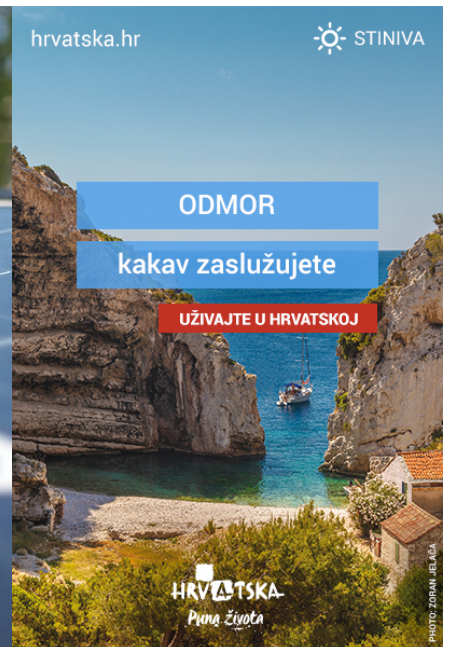 hrvatska.hr
STINIVA
ODMOR
kakav zaslužujete
UŽIVAJTE U HRVATSKOJ
HRVATSKA
Puna života
PHOTO: ZORAN JELAČA